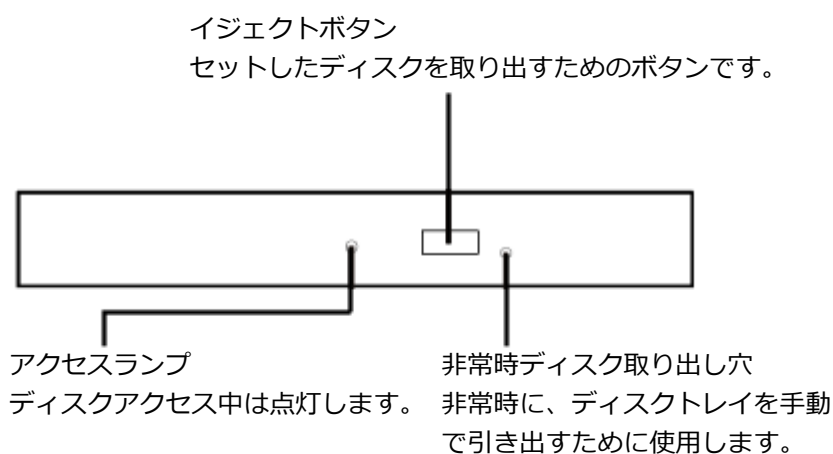 イジェクトボタン
セットしたディスクを取り出すためのボタンです。
アクセスランプ
ディスクアクセス中は点灯します。
非常時ディスク取り出し穴
非常時に、ディスクトレイを手動
で引き出すために使用します。